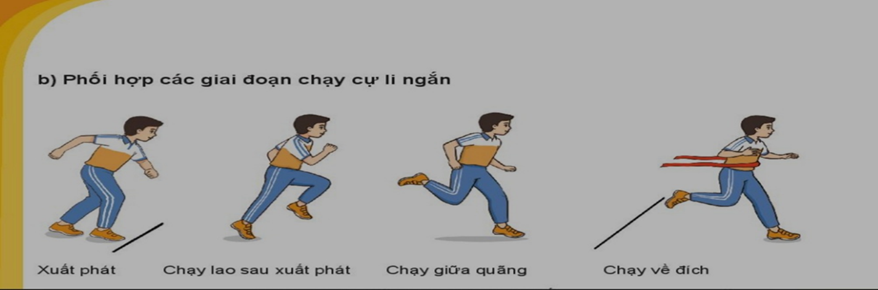 b) Phối hợp các giai đoạn chạy cự li ngắn
Xuất phát
Chạy lao sau xuất phát
Chạy giữa quãng
Chạy về đích